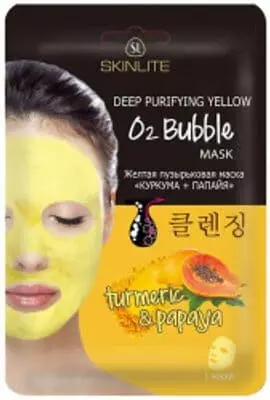 SL
SKINLITE
DEEP PURIFYING YELLOW
O2 Bubble
MASK
Желтая пузырьковая маска
«КУРКУМА + ПАПАЙЯ»
클렌징
turmeric
& papaya